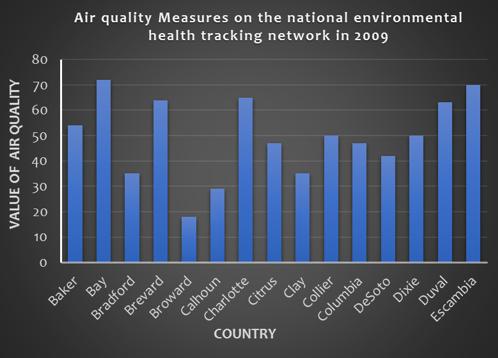 Air quality Measures on the national environmental
health tracking network in 2009
VALUE OF AIR QUALITY
80
70
60
50
40
30
20
10
0
Baker
Bay
Bradford
Brevard
Broward
Calhoun
Charlotte
Citrus
Clay
Collier
Columbia
DeSoto
Dixie
Duval
Escambia
COUNTRY